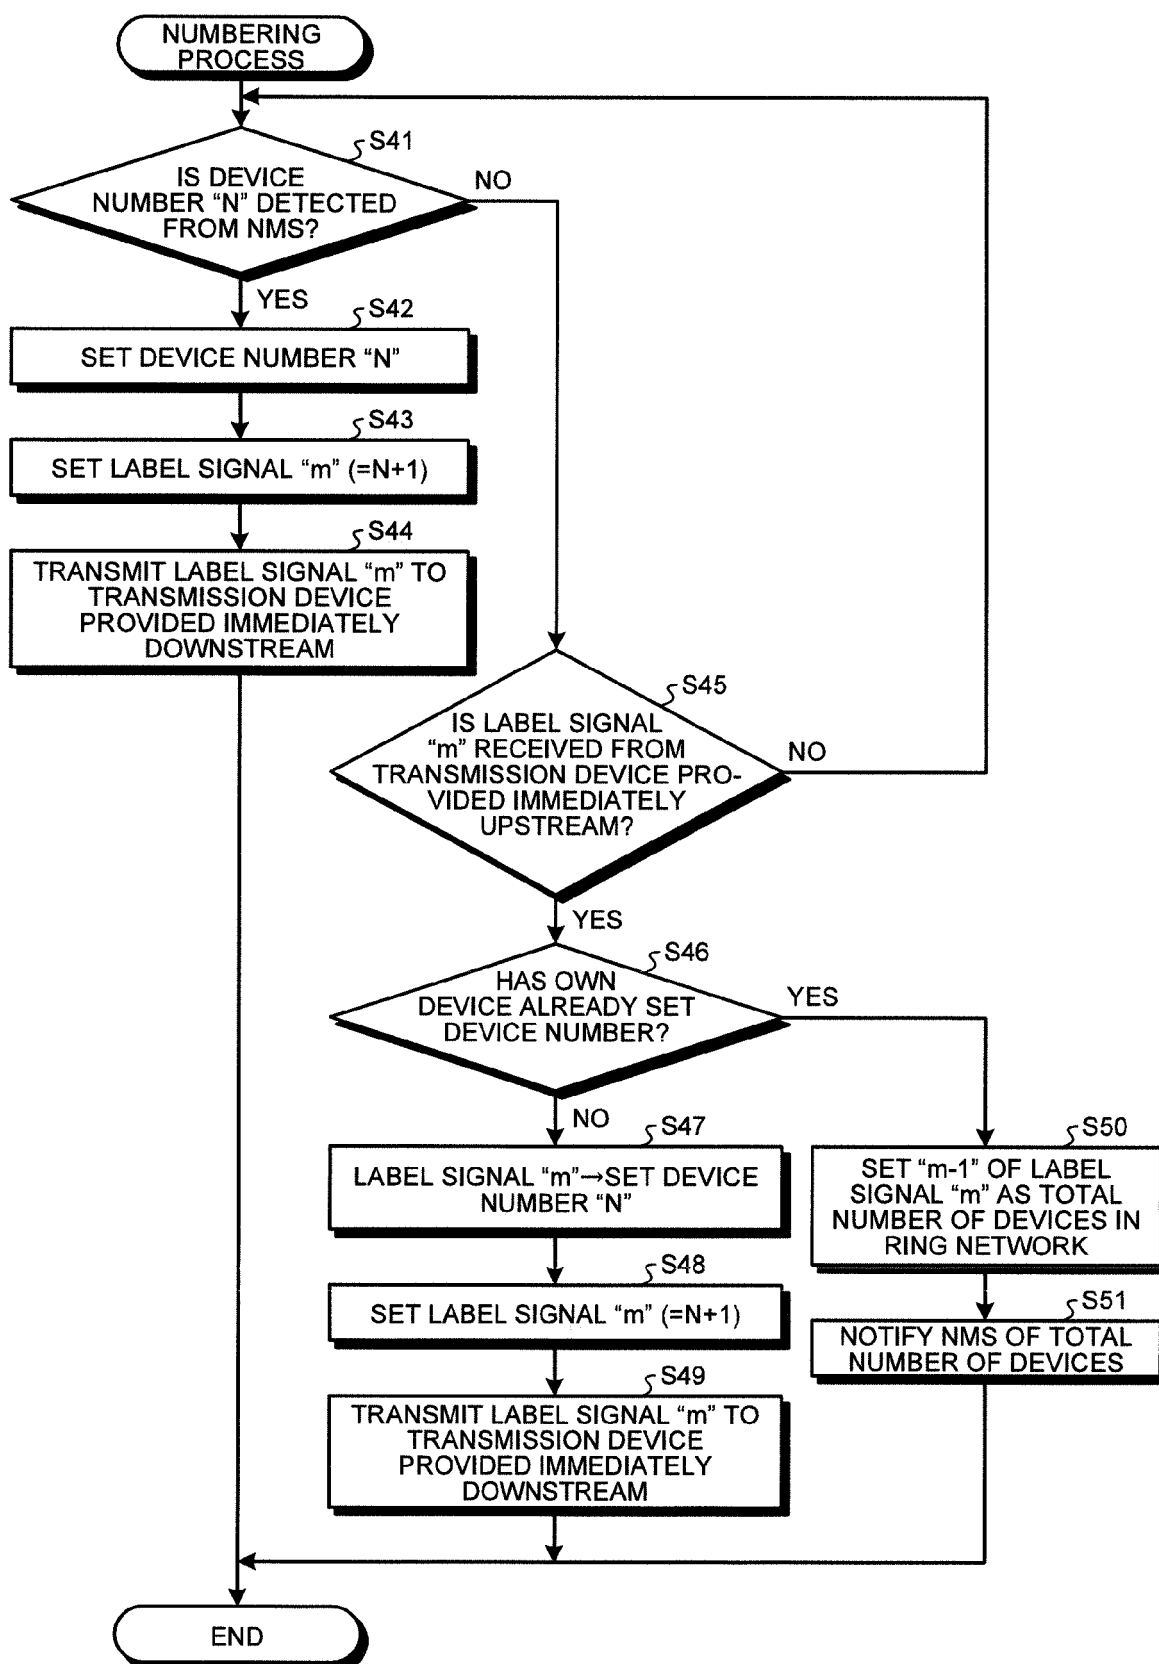 NUMBERING
PROCESS
S41
IS DEVICE
NUMBER “N” DETECTED
FROM NMS?
NO
YES
S42
SET DEVICE NUMBER “N”
S43
SET LABEL SIGNAL “m” (=N+1)
S44
TRANSMIT LABEL SIGNAL “m” TO
TRANSMISSION DEVICE
PROVIDED IMMEDIATELY
DOWNSTREAM
S45
IS LABEL SIGNAL
“m” RECEIVED FROM
TRANSMISSION DEVICE PRO-
VIDED IMMEDIATELY
UPSTREAM?
NO
YES
S46
HAS OWN
DEVICE ALREADY SET
DEVICE NUMBER?
YES
NO
S47
LABEL SIGNAL “m”→SET DEVICE
NUMBER “N”
S48
SET LABEL SIGNAL “m” (=N+1)
S49
TRANSMIT LABEL SIGNAL “m” TO
TRANSMISSION DEVICE
PROVIDED IMMEDIATELY
DOWNSTREAM
S50
SET “m-1” OF LABEL
SIGNAL “m” AS TOTAL
NUMBER OF DEVICES IN
RING NETWORK
S51
NOTIFY NMS OF TOTAL
NUMBER OF DEVICES
END